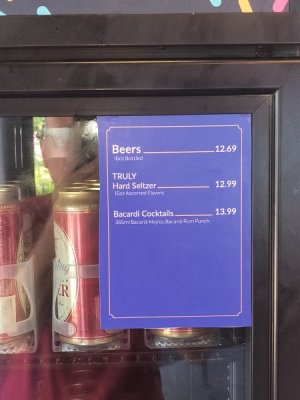 Beers 12.69
16oz Bottled
TRULY
Hard Seltzer 12.99
16oz Assorted Flavors
Bacardi Cocktails 13.99
355ml Bacardi Mojito, Bacardi Rum Punch